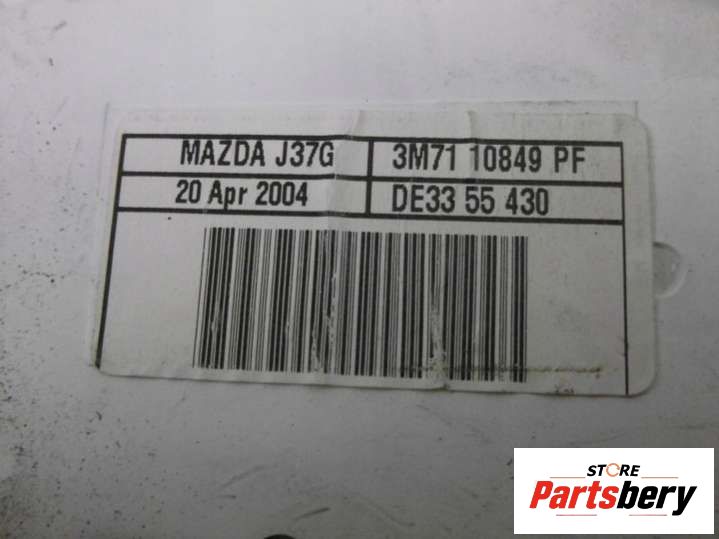 MAZDA J37G 3M71 10849 PF
20 Apr 2004 DE33 55 430
STORE
Partsbery